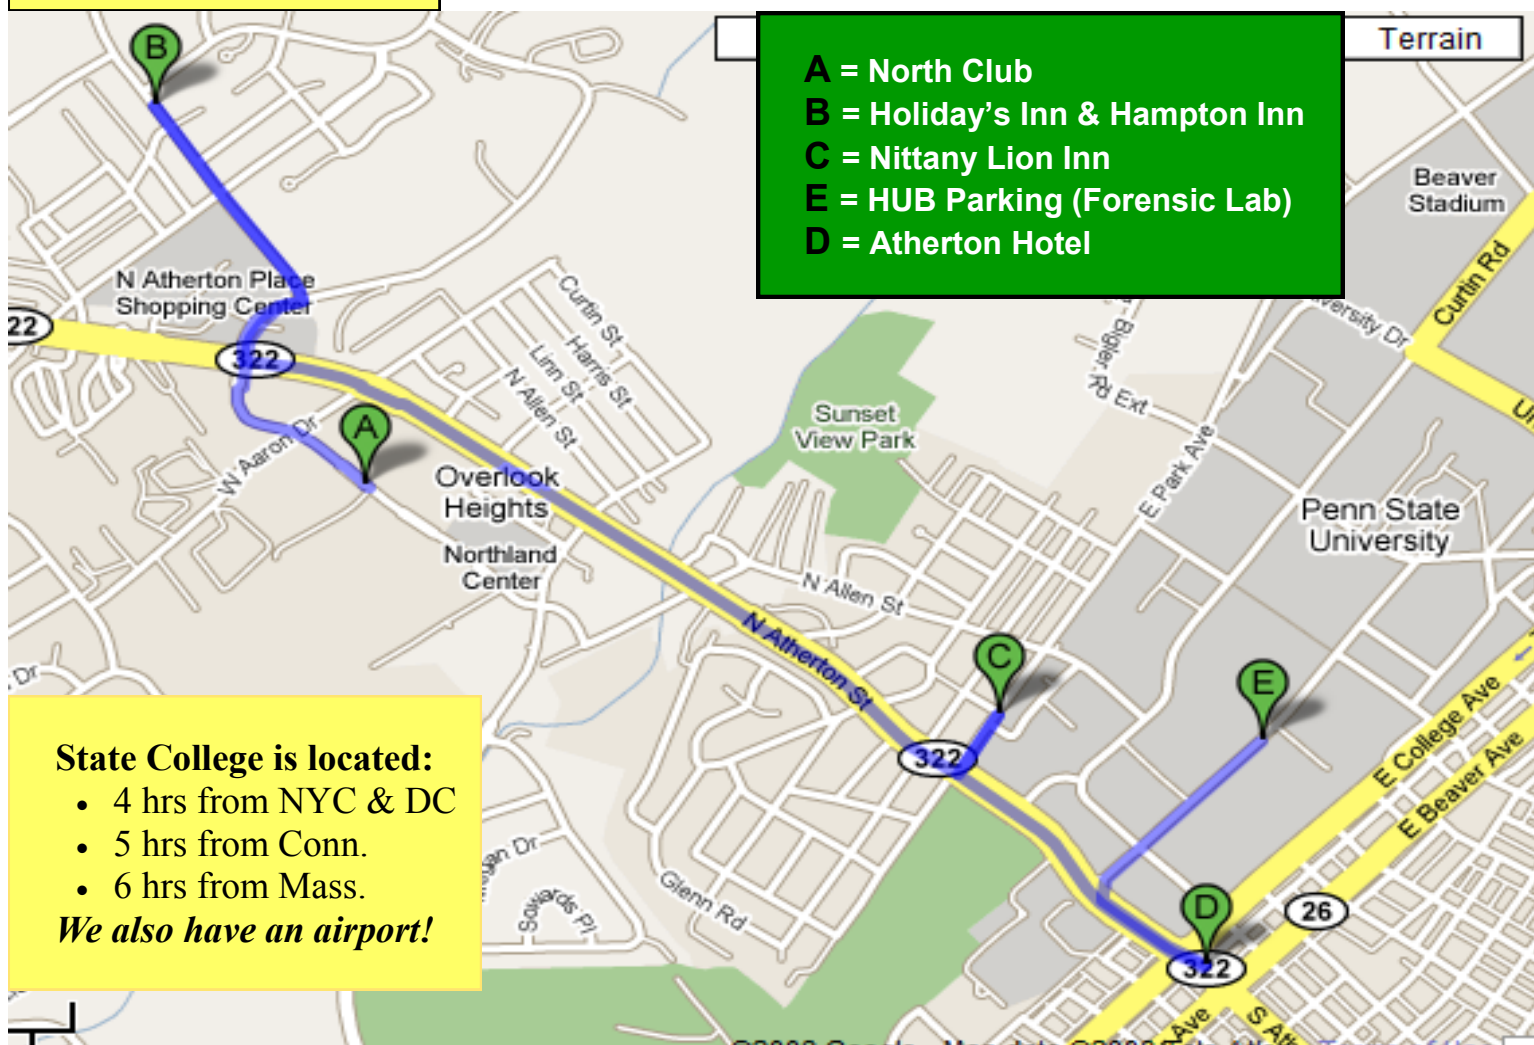 B
Terrain
A = North Club
B = Holiday’s Inn & Hampton Inn
C = Nittany Lion Inn
E = HUB Parking (Forensic Lab)
D = Atherton Hotel
Beaver
Stadium
Curtin Rd
N Atherton Place
Shopping Center
22
322
Curtin St
Harris St
Linn St
N Allen St
Bigler Rd Ext
Sunset
View Park
E Park Ave
W Aaron Dr
A
Overlook
Heights
Northland
Center
Penn State
University
N Allen St
N Atherton St
C
E
322
Dr
State College is located:
• 4 hrs from NYC & DC
• 5 hrs from Conn.
• 6 hrs from Mass.
We also have an airport!
Dr
Glenn Rd
E College Ave
E Beaver Ave
D
26
322
Ave